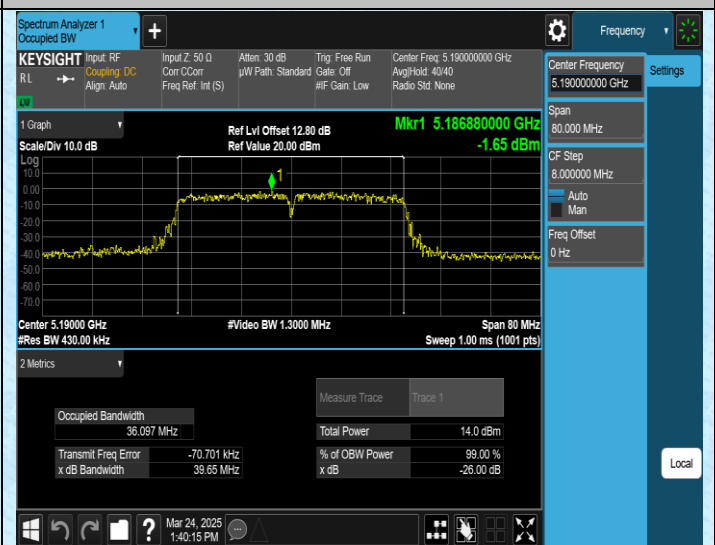 Spectrum Analyzer 1
Occupied BW
+
Frequency
KEYSIGHT
RL
Input: RF
Coupling: DC
Align: Auto
Input Z: 50 Ω
Corr CCorr
Freq Ref: Int (S)
Atten: 30 dB
µW Path: Standard
Trig: Free Run
Gate: Off
#IF Gain: Low
Center Freq: 5.190000000 GHz
Avg|Hold: 40/40
Radio Std: None
LXI
1 Graph
Scale/Div 10.0 dB
Ref Lvl Offset 12.80 dB
Ref Value 20.00 dBm
Mkr1 5.186880000 GHz
-1.65 dBm
Log
10.0
0.00
-10.0
-20.0
-30.0
-40.0
-50.0
-60.0
-70.0
1
Center 5.19000 GHz
#Res BW 430.00 kHz
#Video BW 1.3000 MHz
Span 80 MHz
Sweep 1.00 ms (1001 pts)
2 Metrics
Measure Trace
Trace 1
Occupied Bandwidth
36.097 MHz
Total Power
14.0 dBm
Transmit Freq Error
-70.701 kHz
% of OBW Power
99.00 %
x dB Bandwidth
39.65 MHz
x dB
-26.00 dB
Center Frequency
5.190000000 GHz
Settings
Span
80.000 MHz
CF Step
8.000000 MHz
Auto
Man
Freq Offset
0 Hz
Local
?
Mar 24, 2025
1:40:15 PM